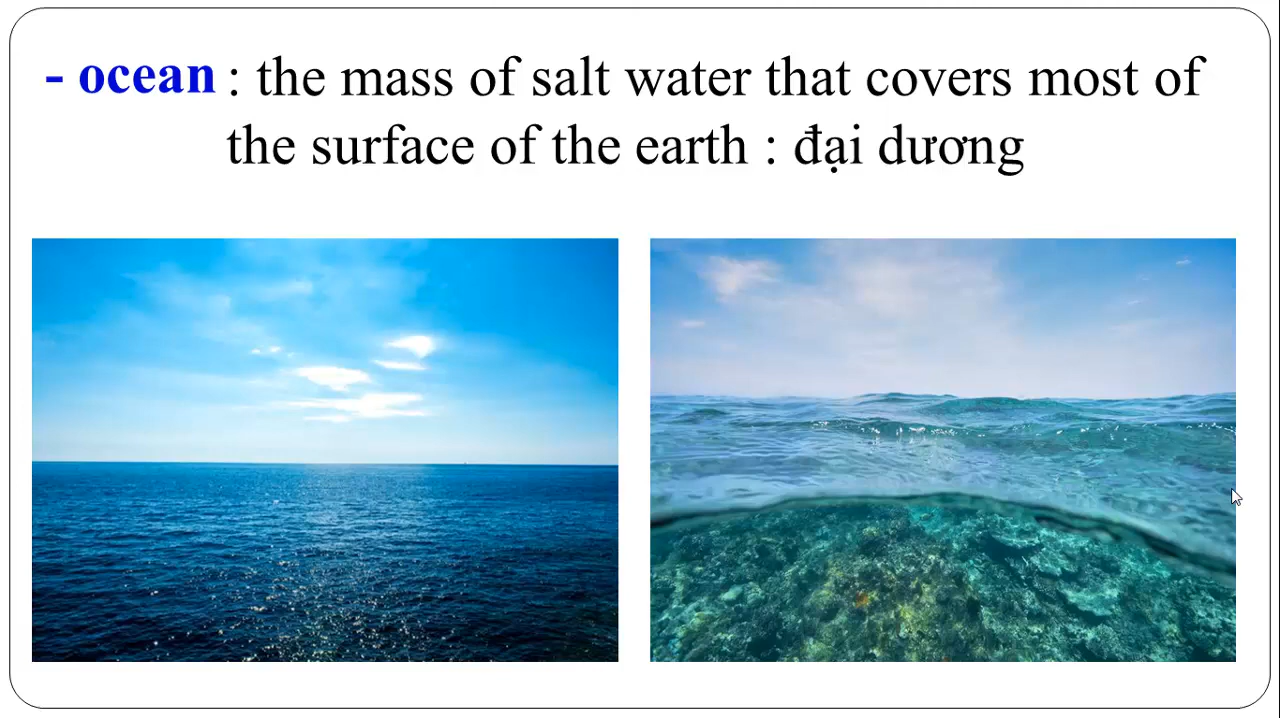 - ocean : the mass of salt water that covers most of
the surface of the earth : đại dương